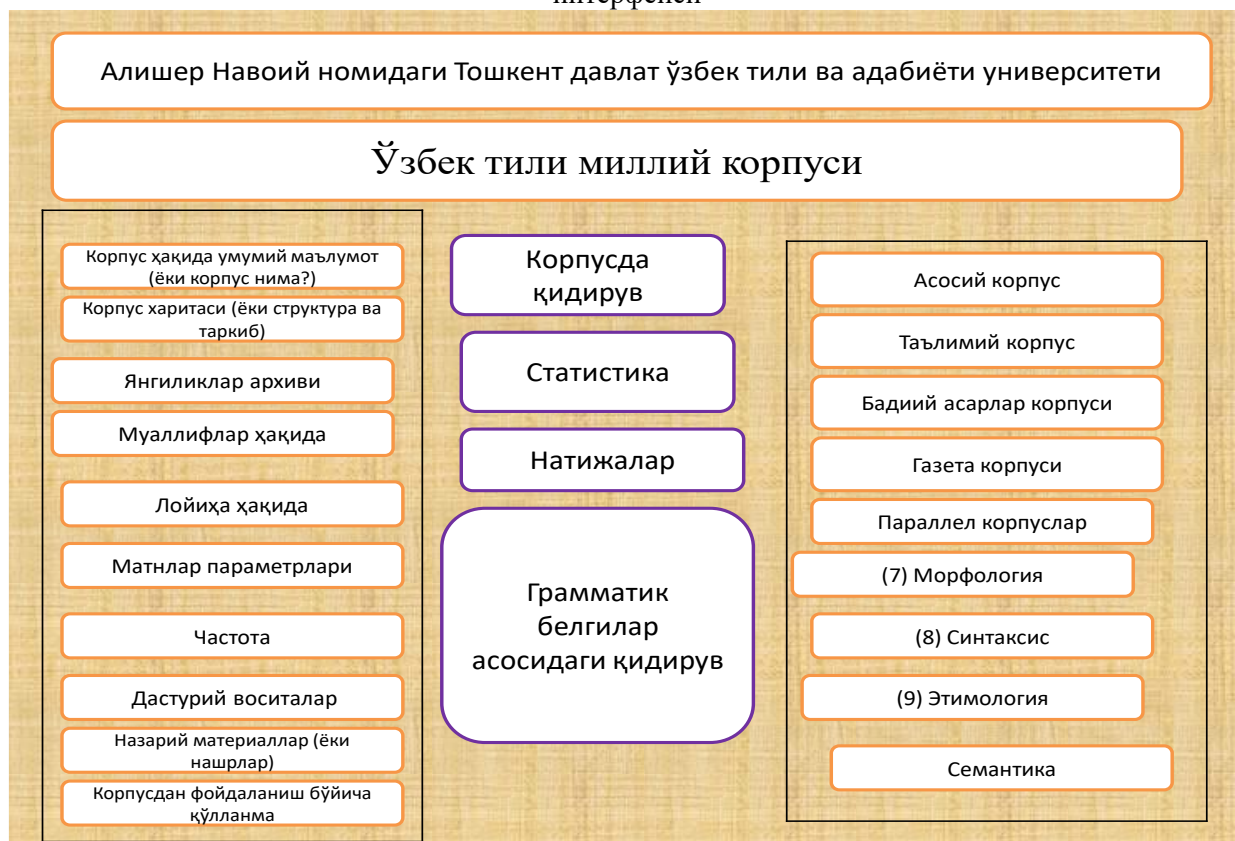 интерфейси
Алишер Навоий номидаги Тошкент давлат ўзбек тили ва адабиёти университети
Ўзбек тили миллий корпуси
Корпус ҳақида умумий маълумот
(ёки корпус нима?)
Корпус харитаси (ёки структура ва
таркиб)
Янгиликлар архиви
Муаллифлар ҳақида
Лойиҳа ҳақида
Матнлар параметрлари
Частота
Дастурий воситалар
Назарий материаллар (ёки
нашрлар)
Корпусдан фойдаланиш бўйича
қўлланма
Корпусда
қидирув
Статистика
Натижалар
Грамматик
белгилар
асосидаги қидирув
Асосий корпус
Таълимий корпус
Бадиий асарлар корпуси
Газета корпуси
Параллел корпуслар
(7) Морфология
(8) Синтаксис
(9) Этимология
Семантика